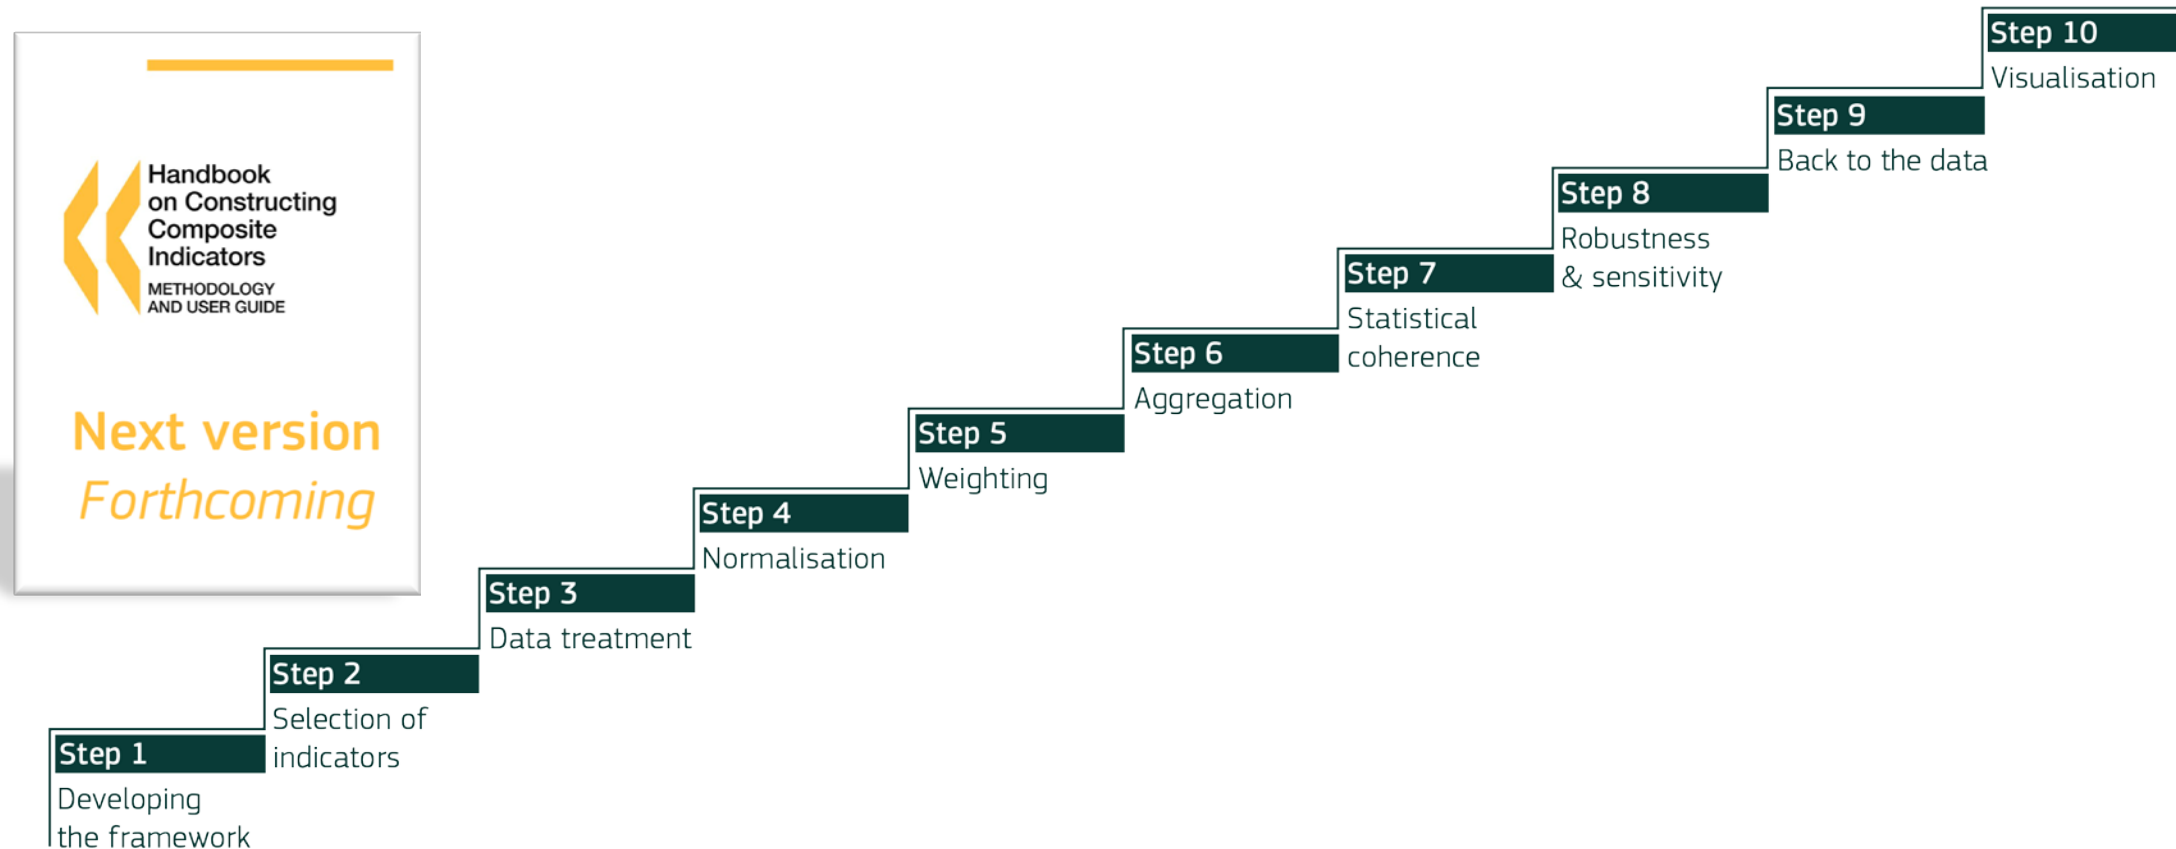 Handbook
on Constructing
Composite
Indicators
METHODOLOGY
AND USER GUIDE
Next version
Forthcoming
Step 1
Developing
the framework
Step 2
Selection of
indicators
Step 3
Data treatment
Step 4
Normalisation
Step 5
Weighting
Step 6
Aggregation
Step 7
Statistical
coherence
Step 8
Robustness
& sensitivity
Step 9
Back to the data
Step 10
Visualisation